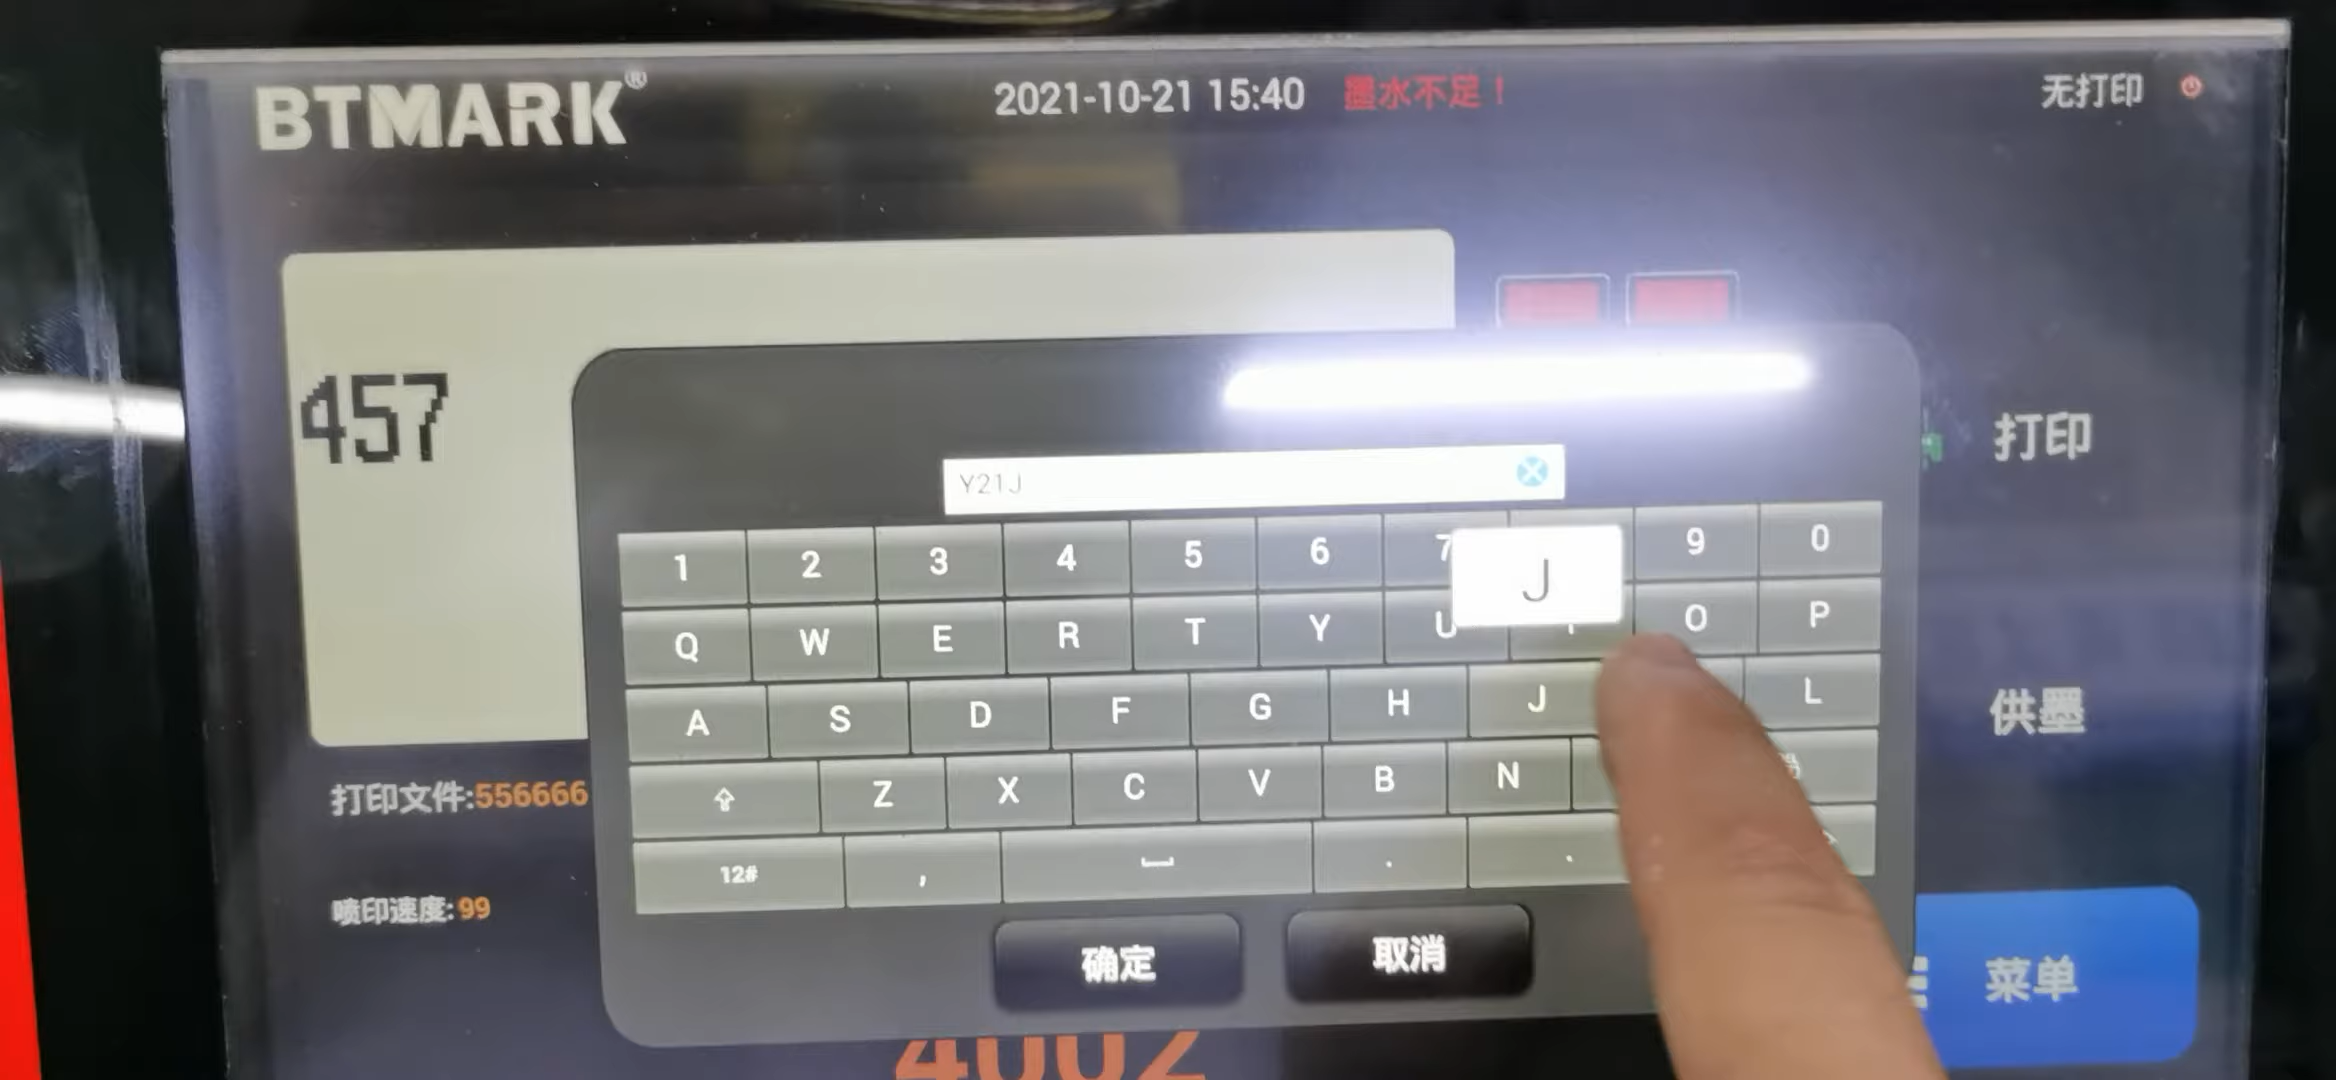 BTMARK®
2021-10-21 15:40 墨水不足！
无打印
457
打印
Y21J
1 2 3 4 5 6 7 9 0
J
Q W E R T Y U O P
A S D F G H J L
供墨
Z X C V B N
12# , .
确定 取消
打印文件:556666
喷印速度:99
菜单
4002